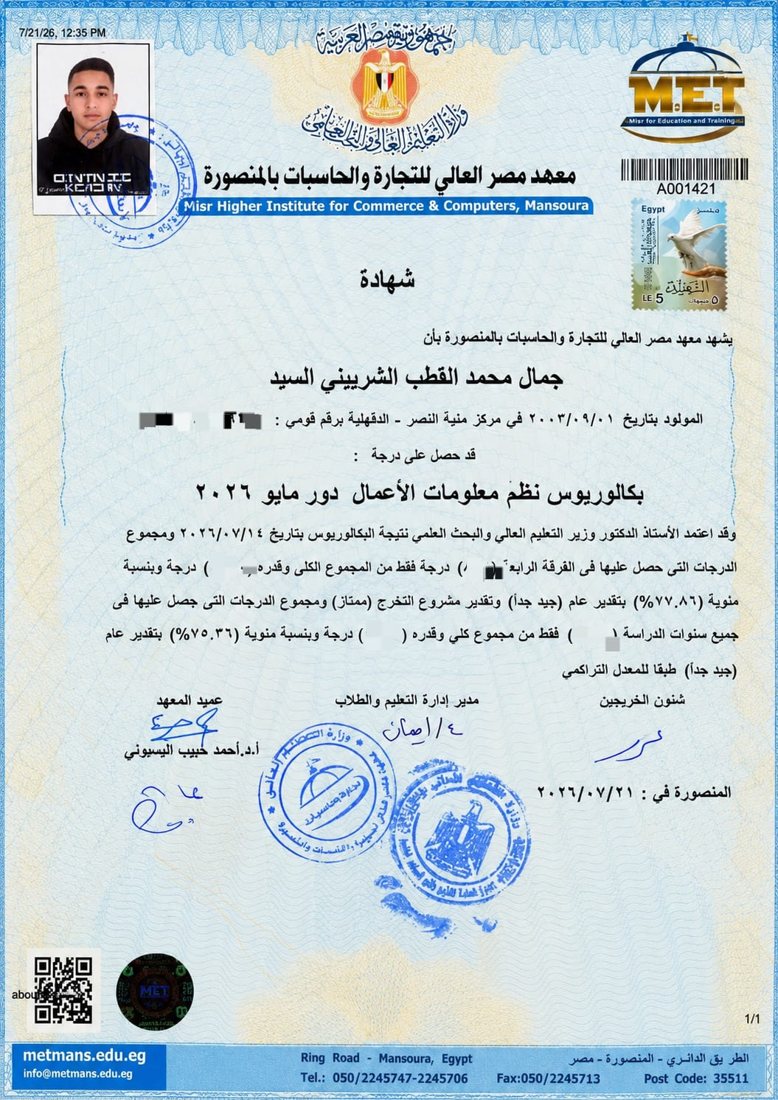 7/21/26, 12:35 PM
جمهورية مصر العربية
وزارة التعليم العالي والبحث العلمي
M.E.T
Misr for Education and Training
معهد مصر العالي للتجارة والحاسبات بالمنصورة
Misr Higher Institute for Commerce & Computers, Mansoura
A001421
Egypt
LE 5
٥ جنيهات
شهادة
يشهد معهد مصر العالي للتجارة والحاسبات بالمنصورة بأن
جمال محمد القطب الشربيني السيد
المولود بتاريخ ٢٠٠٣/٠٩/٠١ في مركز منية النصر - الدقهلية برقم قومي :
قد حصل على درجة :
بكالوريوس نظم معلومات الأعمال دور مايو ٢٠٢٦
وقد اعتمد الأستاذ الدكتور وزير التعليم العالي والبحث العلمي نتيجة البكالوريوس بتاريخ ٢٠٢٦/٠٧/١٤ ومجموع
الدرجات التى حصل عليها فى الفرقة الرابعة ( ) درجة فقط من المجموع الكلى وقدره ( ) درجة وبنسبة
مئوية (٧٧.٨٦%) بتقدير عام (جيد جداً) وتقدير مشروع التخرج (ممتاز) ومجموع الدرجات التى حصل عليها فى
جميع سنوات الدراسة ( ) فقط من مجموع كلي وقدره ( ) درجة وبنسبة مئوية (٧٥.٣٦%) بتقدير عام
(جيد جداً) طبقا للمعدل التراكمي
شئون الخريجين
مدير إدارة التعليم والطلاب
عميد المعهد
أ.د.أحمد حبيب البسيوني
المنصورة في : ٢٠٢٦/٠٧/٢١
abou
MET
1/1
metmans.edu.eg
info@metmans.edu.eg
Ring Road - Mansoura, Egypt
Tel.: 050/2245747-2245706
Fax:050/2245713
الطريق الدائري - المنصورة - مصر
Post Code: 35511